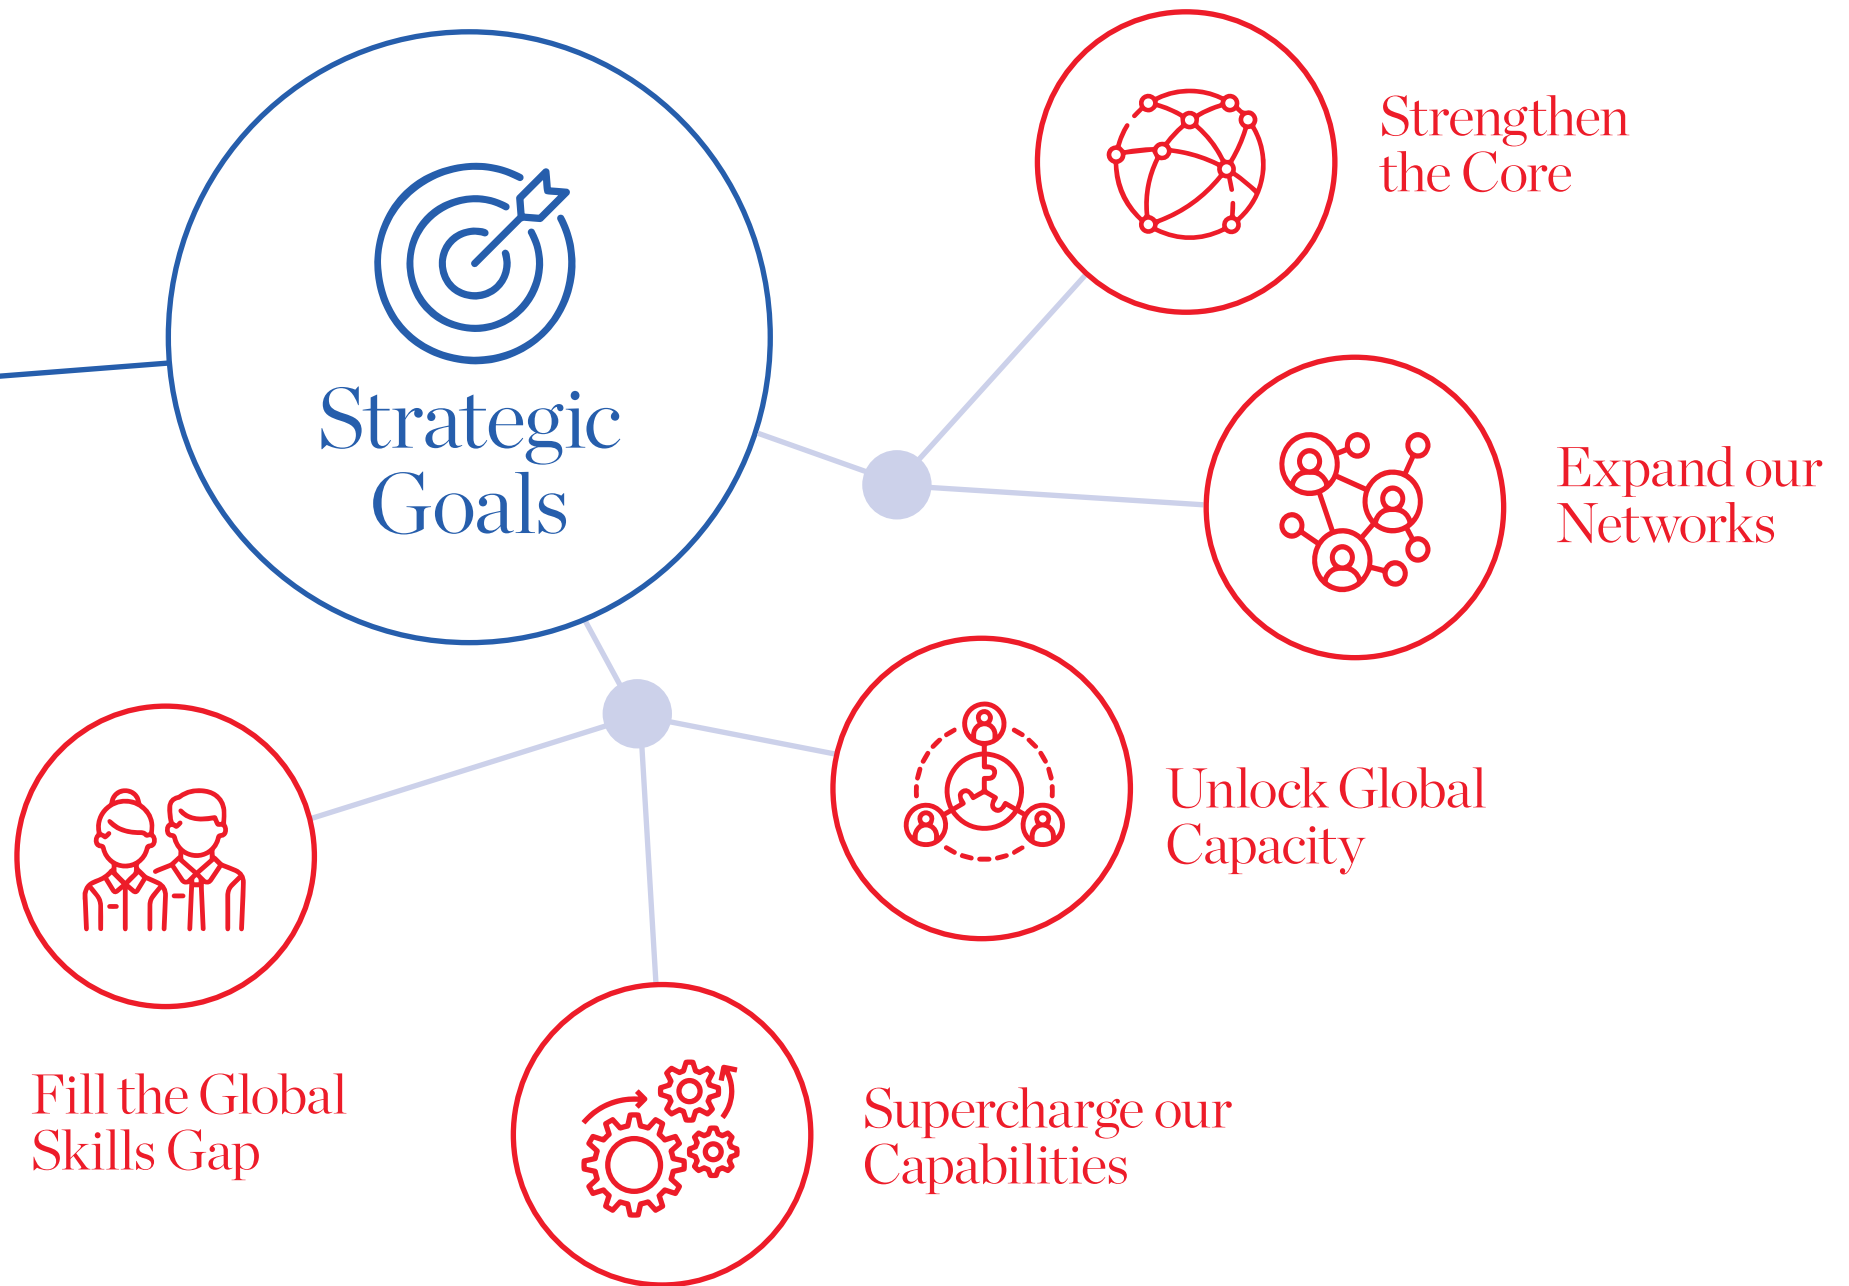 Strategic
Goals
Strengthen
the Core
Expand our
Networks
Unlock Global
Capacity
Supercharge our
Capabilities
Fill the Global
Skills Gap